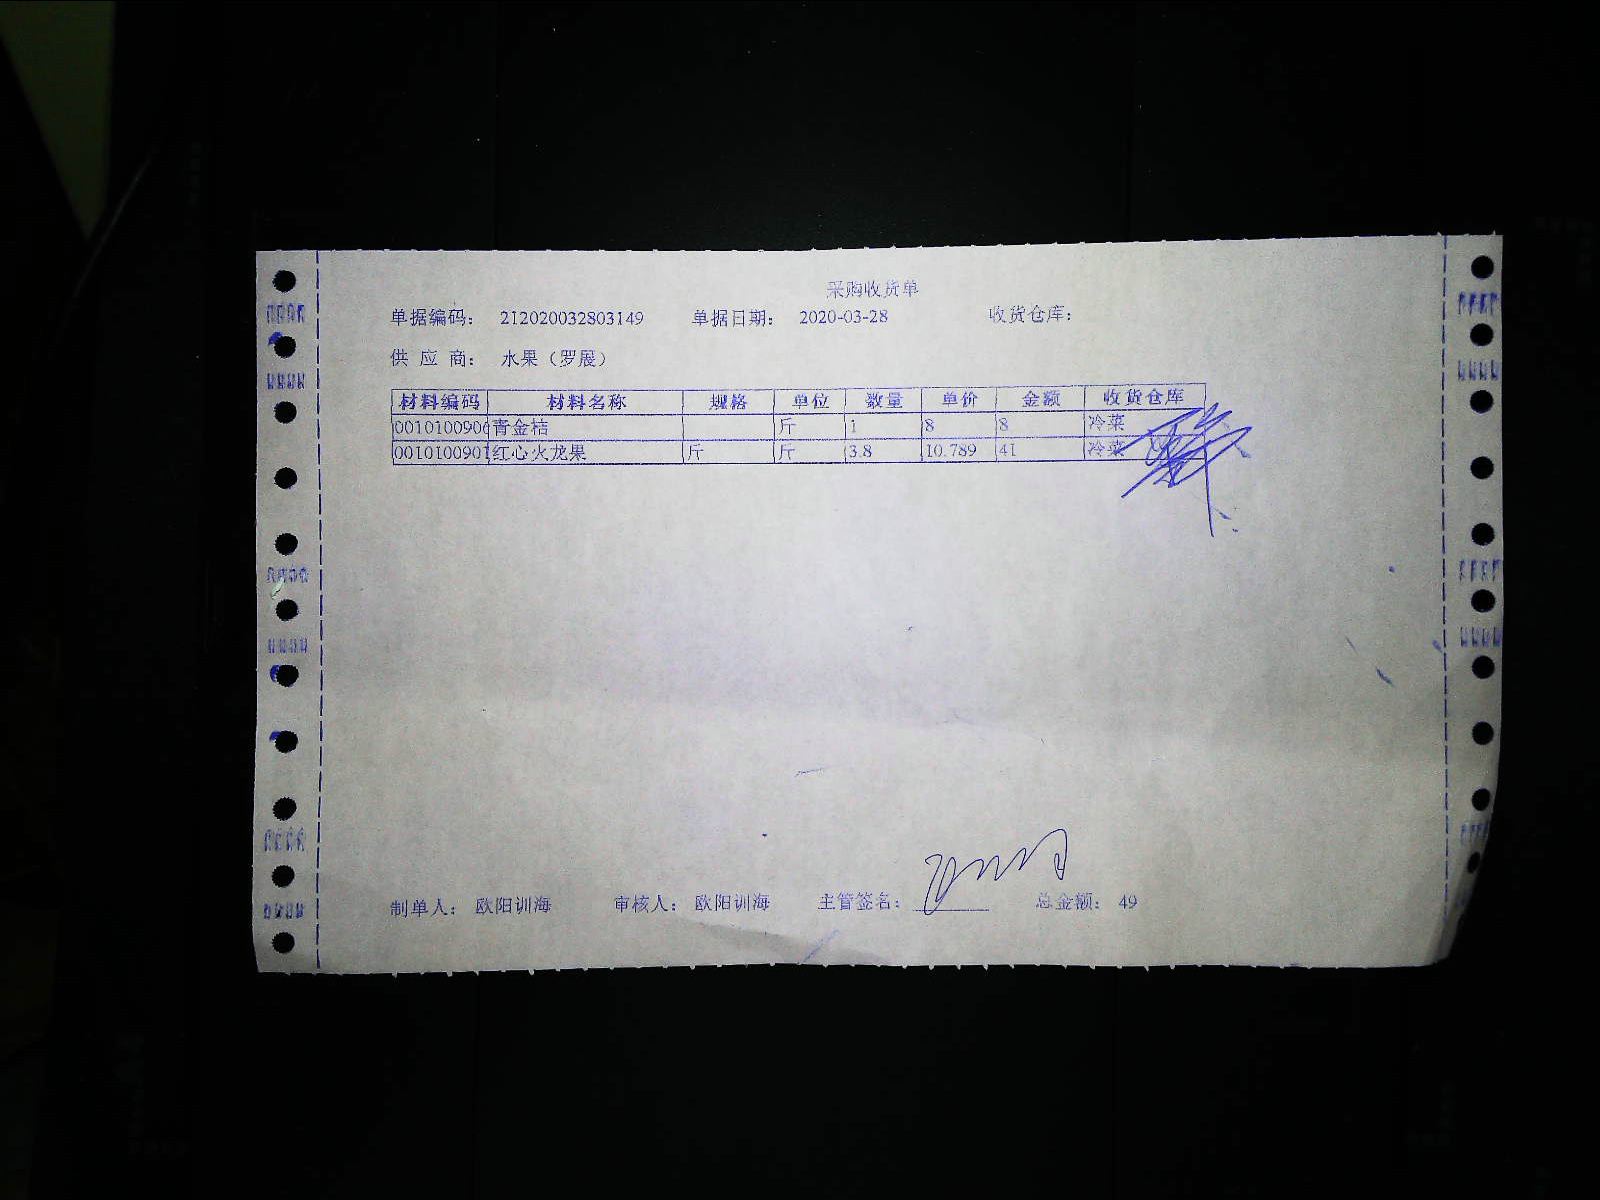 采购收货单
单据编码： 212020032803149 单据日期： 2020-03-28 收货仓库：
供 应 商： 水果（罗展）
材料编码 材料名称 规格 单位 数量 单价 金额 收货仓库
0010100906 青金桔 斤 1 8 8 冷菜
0010100901 红心火龙果 斤 斤 3.8 10.789 41 冷菜
制单人： 欧阳训海 审核人： 欧阳训海 主管签名： 总金额： 49